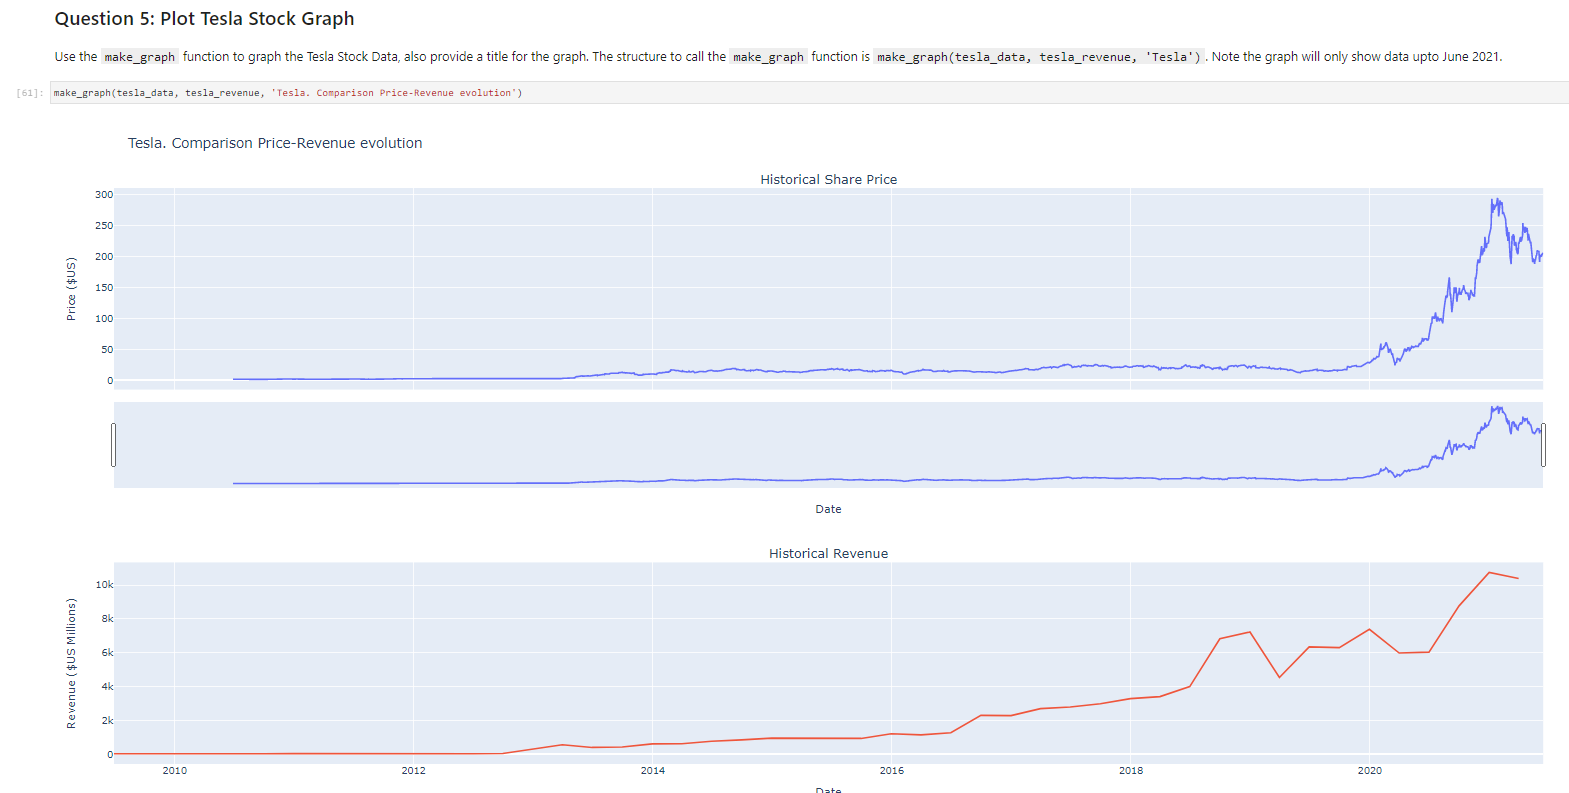 Question 5: Plot Tesla Stock Graph
Use the make_graph function to graph the Tesla Stock Data, also provide a title for the graph. The structure to call the make_graph function is make_graph(tesla_data, tesla_revenue, 'Tesla') . Note the graph will only show data upto June 2021.
[61]: make_graph(tesla_data, tesla_revenue, 'Tesla. Comparison Price-Revenue evolution')
Tesla. Comparison Price-Revenue evolution
Historical Share Price
Price ($US)
300
250
200
150
100
50
0
Date
Historical Revenue
Revenue ($US Millions)
10k
8k
6k
4k
2k
0
2010 2012 2014 2016 2018 2020
Date